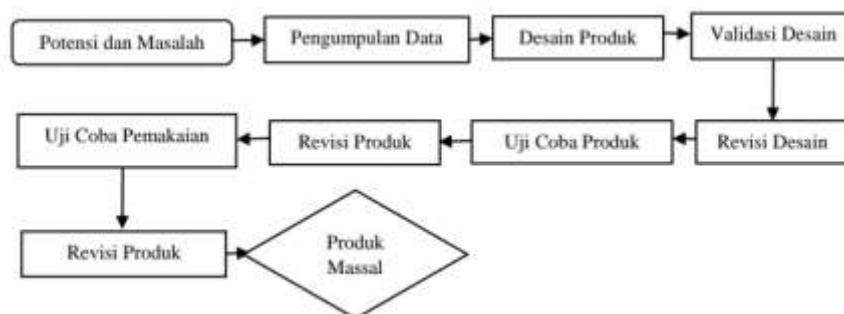 Potensi dan Masalah
Pengumpulan Data
Desain Produk
Validasi Desain
Revisi Desain
Uji Coba Produk
Revisi Produk
Uji Coba Pemakaian
Revisi Produk
Produk
Massal